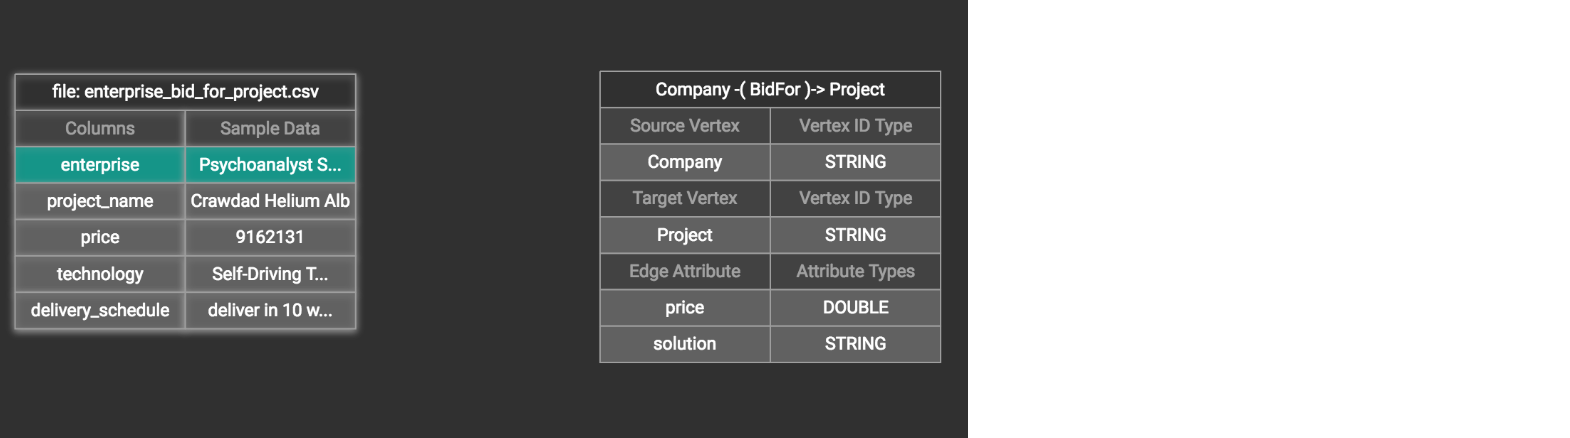 file: enterprise_bid_for_project.csv
Columns Sample Data
enterprise Psychoanalyst S...
project_name Crawdad Helium Alb
price 9162131
technology Self-Driving T...
delivery_schedule deliver in 10 w...
Company -( BidFor )-> Project
Source Vertex Vertex ID Type
Company STRING
Target Vertex Vertex ID Type
Project STRING
Edge Attribute Attribute Types
price DOUBLE
solution STRING